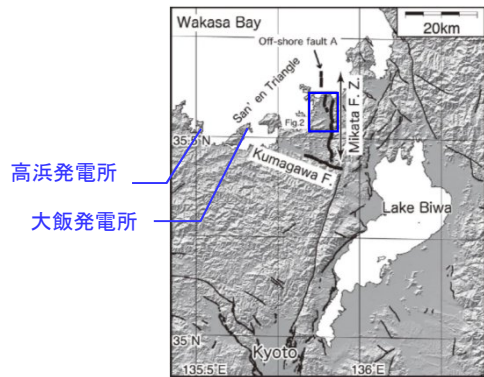 Wakasa Bay
20km
Off-shore fault A
San' en Triangle
Mikata F. Z.
Fig.2
35.5°N
高浜発電所
Kumagawa F.
大飯発電所
Lake Biwa
35°N
Kyoto
135.5°E
136°E